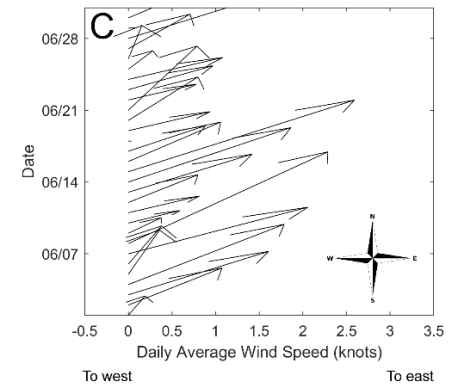 C
06/28
06/21
Date
06/14
06/07
N
W E
S
-0.5 0 0.5 1 1.5 2 2.5 3 3.5
Daily Average Wind Speed (knots)
To west To east